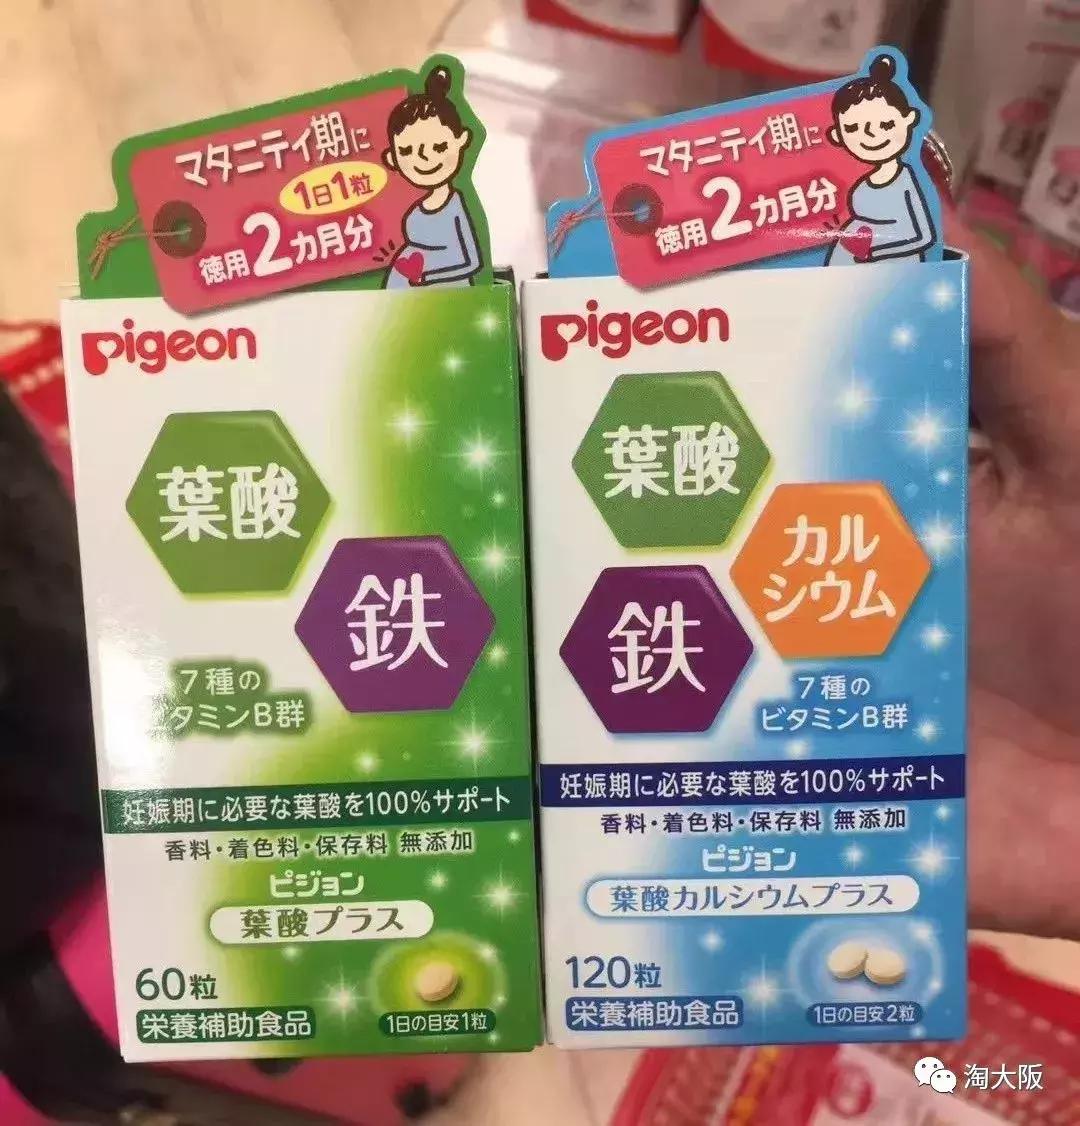 マタニティ期に
1日1粒
徳用2カ月分
Pigeon
葉酸
鉄
7種の
ビタミンB群
妊娠期に必要な葉酸を100%サポート
香料・着色料・保存料 無添加
ピジョン
葉酸プラス
60粒
栄養補助食品
1日の目安1粒
マタニティ期に
徳用2カ月分
Pigeon
葉酸
カル
シウム
鉄
7種の
ビタミンB群
妊娠期に必要な葉酸を100%サポート
香料・着色料・保存料 無添加
ピジョン
葉酸カルシウムプラス
120粒
栄養補助食品
1日の目安2粒
淘大阪